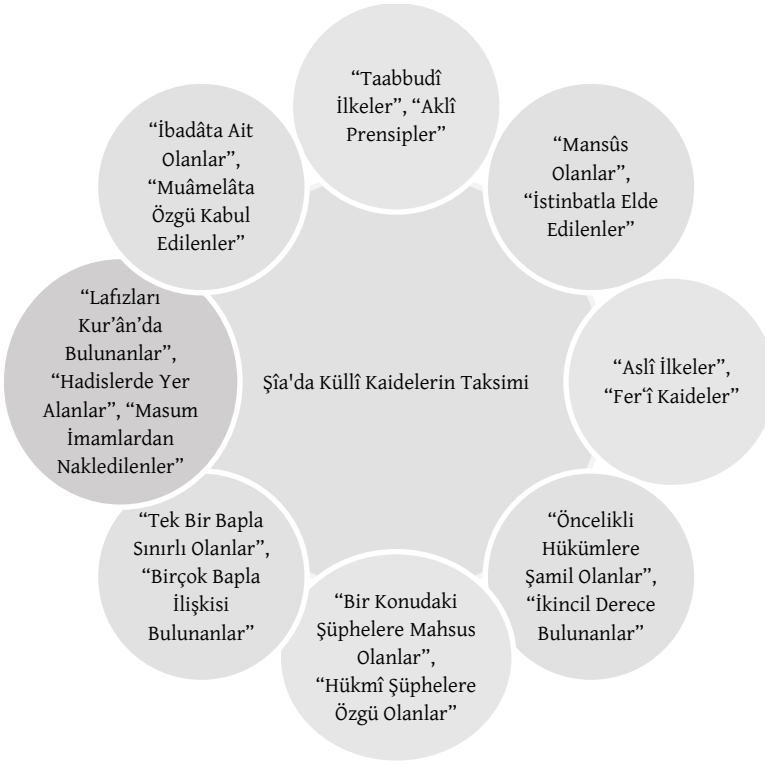 “Taabbudî
İlkeler”, “Aklî
Prensipler”
“Mansûs
Olanlar”,
“İstinbatla Elde
Edilenler”
“Aslî İlkeler”,
“Fer‘î Kaideler”
“Öncelikli
Hükümlere
Şamil Olanlar”,
“İkincil Derece
Bulunanlar”
“Bir Konudaki
Şüphelere Mahsus
Olanlar”,
“Hükmî Şüphelere
Özgü Olanlar”
“Tek Bir Bapla
Sınırlı Olanlar”,
“Birçok Bapla
İlişkisi
Bulunanlar”
“Lafızları
Kur’ân’da
Bulunanlar”,
“Hadislerde Yer
Alanlar”, “Masum
İmamlardan
Nakledilenler”
“İbadâta Ait
Olanlar”,
“Muâmelâta
Özgü Kabul
Edilenler”
Şîa'da Küllî Kaidelerin Taksimi